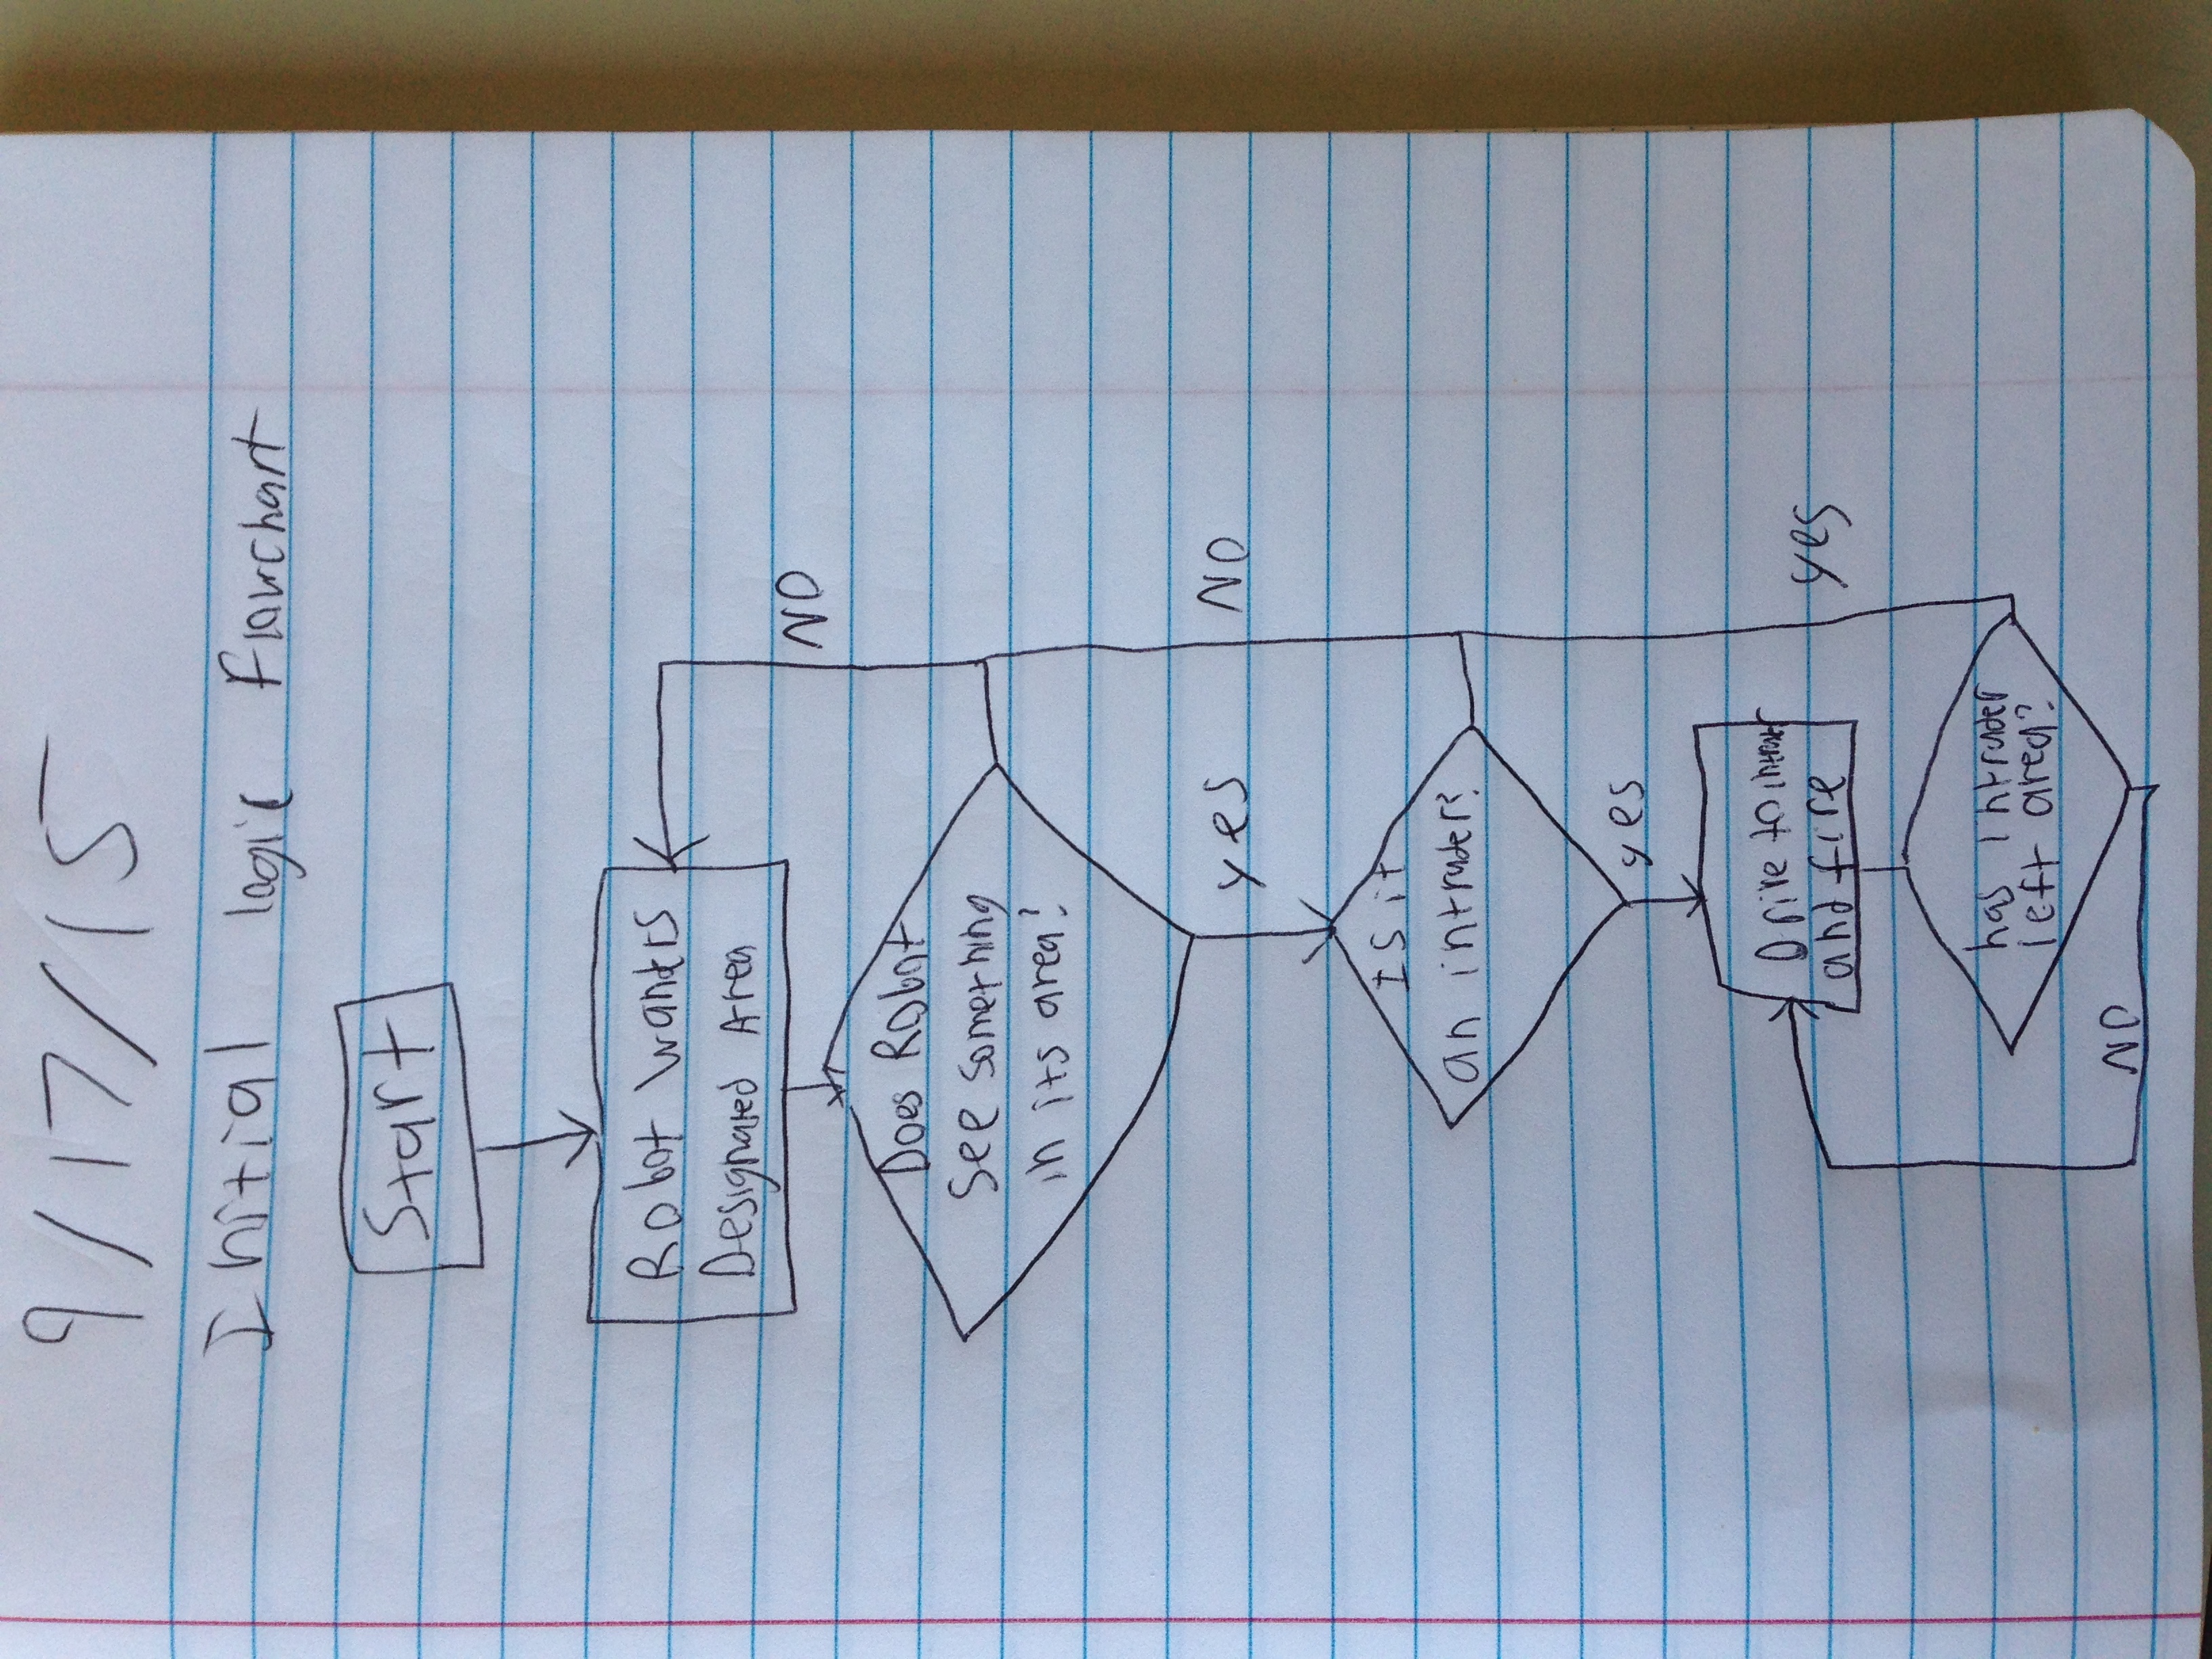 9/17/15
Initial logic Flowchart
Start
Robot Wanders
Designated Area
NO
Does Robot
See something
in its area?
yes
NO
Is it
an intruder?
yes
Drive to intruder
and fire
yes
has intruder
left area?
NO